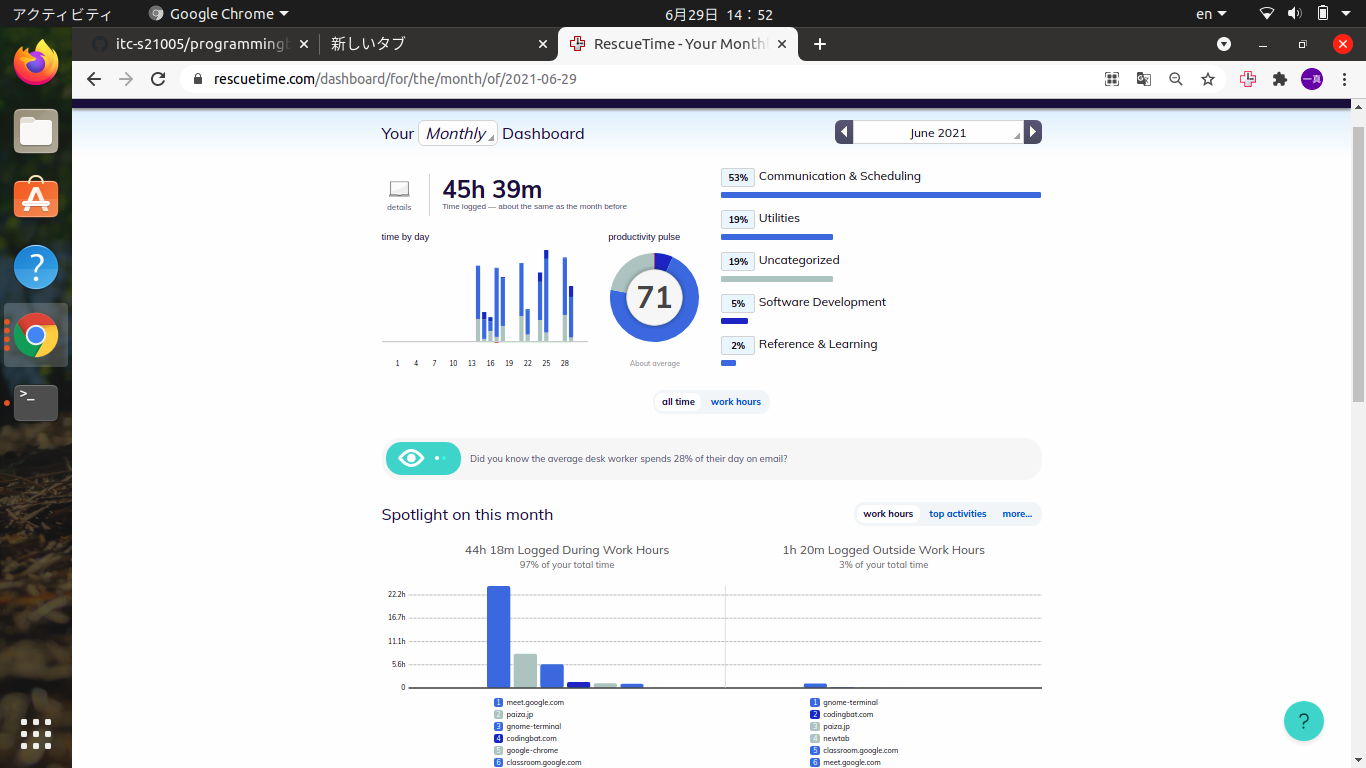 アクティビティ
Google Chrome
6月29日 14：52
en
itc-s21005/programmingt
新しいタブ
RescueTime - Your Month
rescuetime.com/dashboard/for/the/month/of/2021-06-29
一真
Your Monthly Dashboard
June 2021
details
45h 39m
Time logged — about the same as the month before
time by day
productivity pulse
71
About average
1 4 7 10 13 16 19 22 25 28
53% Communication & Scheduling
19% Utilities
19% Uncategorized
5% Software Development
2% Reference & Learning
all time
work hours
Did you know the average desk worker spends 28% of their day on email?
Spotlight on this month
work hours
top activities
more...
44h 18m Logged During Work Hours
97% of your total time
1h 20m Logged Outside Work Hours
3% of your total time
22.2h
16.7h
11.1h
5.6h
0
1 meet.google.com
2 paiza.jp
3 gnome-terminal
4 codingbat.com
5 google-chrome
6 classroom.google.com
1 gnome-terminal
2 codingbat.com
3 paiza.jp
4 newtab
5 classroom.google.com
6 meet.google.com
?
?
>_